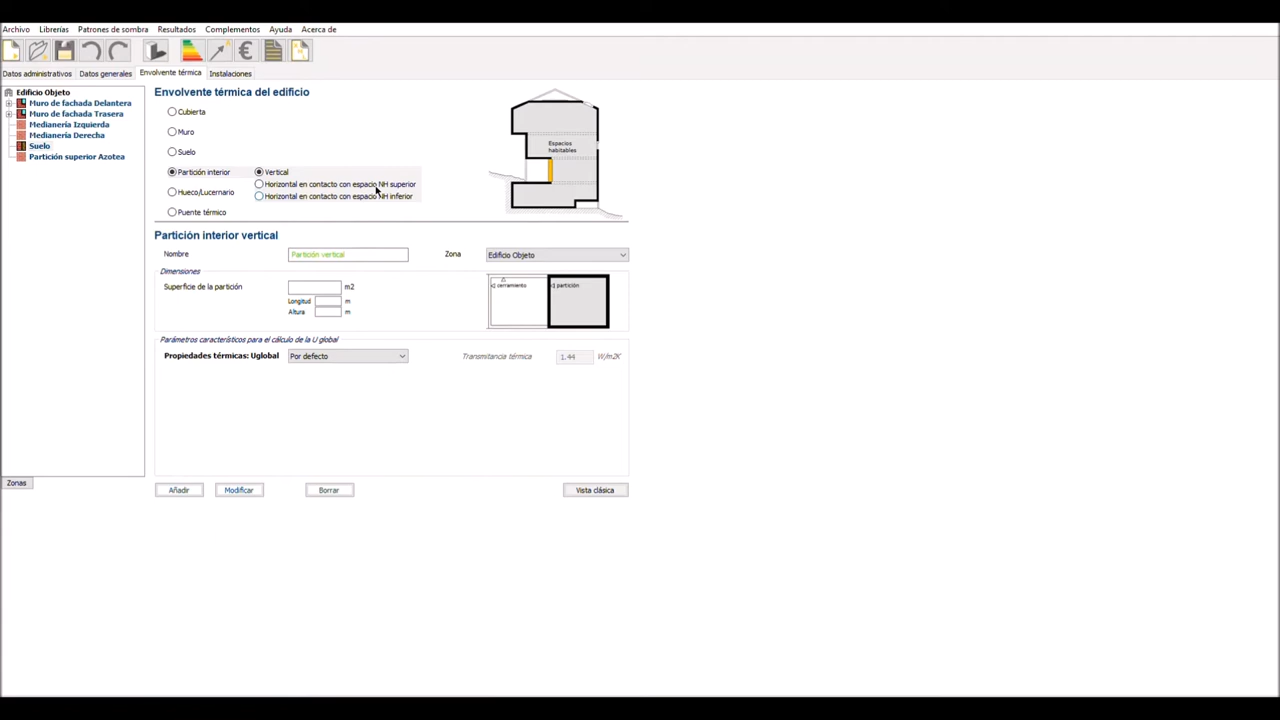 Archivo Librerías Patrones de sombra Resultados Complementos Ayuda Acerca de
€
Datos administrativos Datos generales Envolvente térmica Instalaciones
Edificio Objeto
Muro de fachada Delantera
Muro de fachada Trasera
Medianería Izquierda
Medianería Derecha
Suelo
Partición superior Azotea
Zonas
Envolvente térmica del edificio
Cubierta
Muro
Suelo
Partición interior Vertical
Horizontal en contacto con espacio NH superior
Hueco/Lucernario
Horizontal en contacto con espacio NH inferior
Puente térmico
Espacios
habitables
Partición interior vertical
Nombre Partición vertical Zona Edificio Objeto
Dimensiones
Superficie de la partición m2
Longitud m
Altura m
cerramiento partición
Parámetros característicos para el cálculo de la U global
Propiedades térmicas: Uglobal Por defecto Transmitancia térmica 1.44 W/m2K
Añadir Modificar Borrar Vista clásica